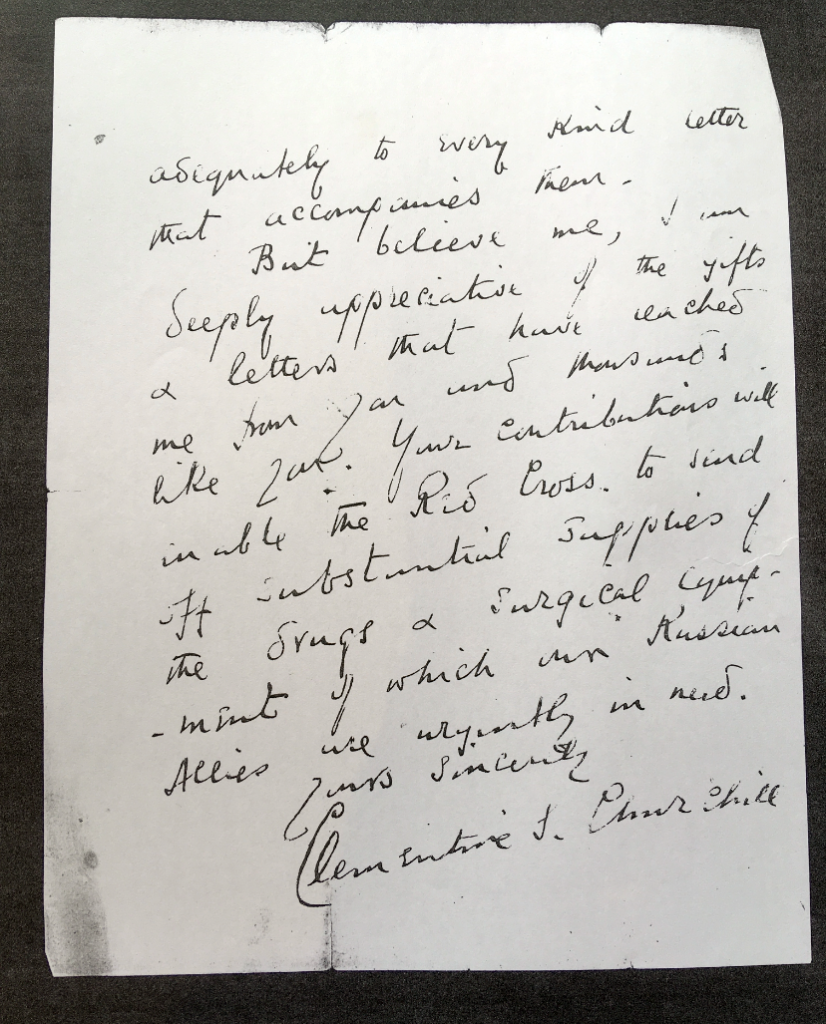 adequately to every kind letter
that accompanies them.
But believe me, I am
deeply appreciative of the gifts
& letters that have reached
me from you and thousands
like you. Your contributions will
enable the Red Cross. to send
off substantial supplies of
the drugs & surgical equip-
-ment of which our Russian
Allies are urgently in need.
Yours sincerely
Clementine S. Churchill